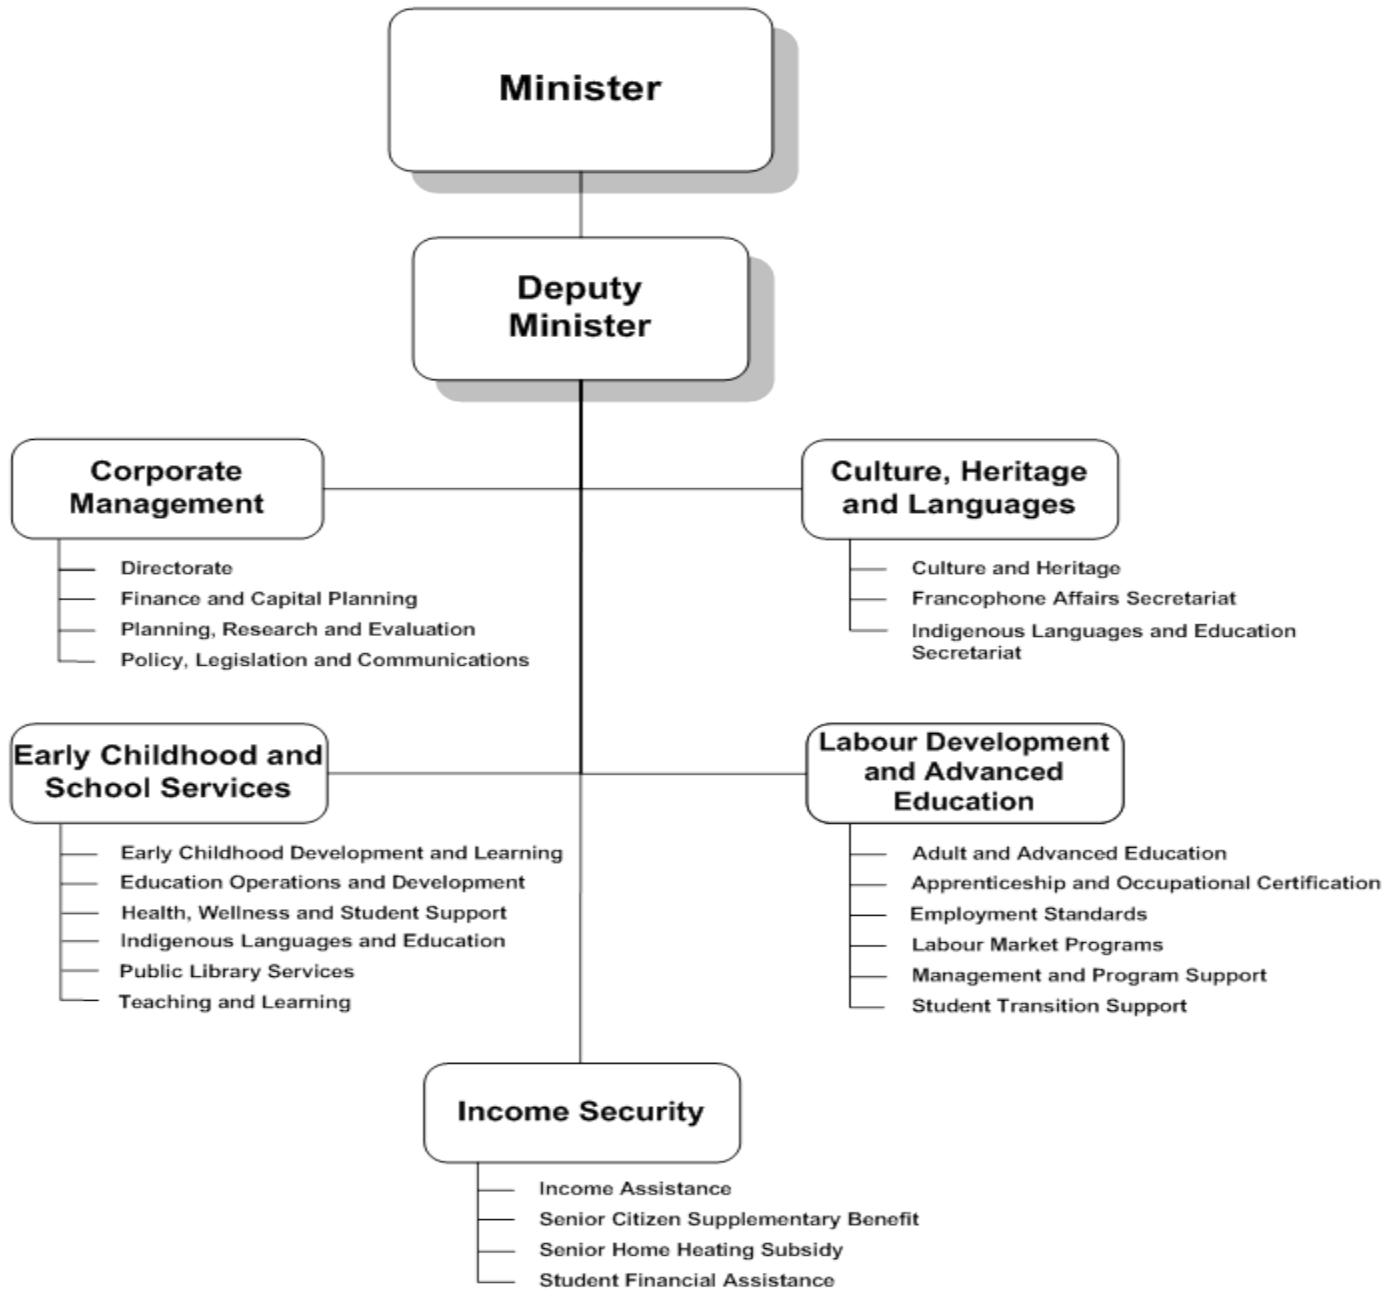 Minister
Deputy
Minister
Corporate
Management
Directorate
Finance and Capital Planning
Planning, Research and Evaluation
Policy, Legislation and Communications
Culture, Heritage
and Languages
Culture and Heritage
Francophone Affairs Secretariat
Indigenous Languages and Education
Secretariat
Early Childhood and
School Services
Early Childhood Development and Learning
Education Operations and Development
Health, Wellness and Student Support
Indigenous Languages and Education
Public Library Services
Teaching and Learning
Labour Development
and Advanced
Education
Adult and Advanced Education
Apprenticeship and Occupational Certification
Employment Standards
Labour Market Programs
Management and Program Support
Student Transition Support
Income Security
Income Assistance
Senior Citizen Supplementary Benefit
Senior Home Heating Subsidy
Student Financial Assistance